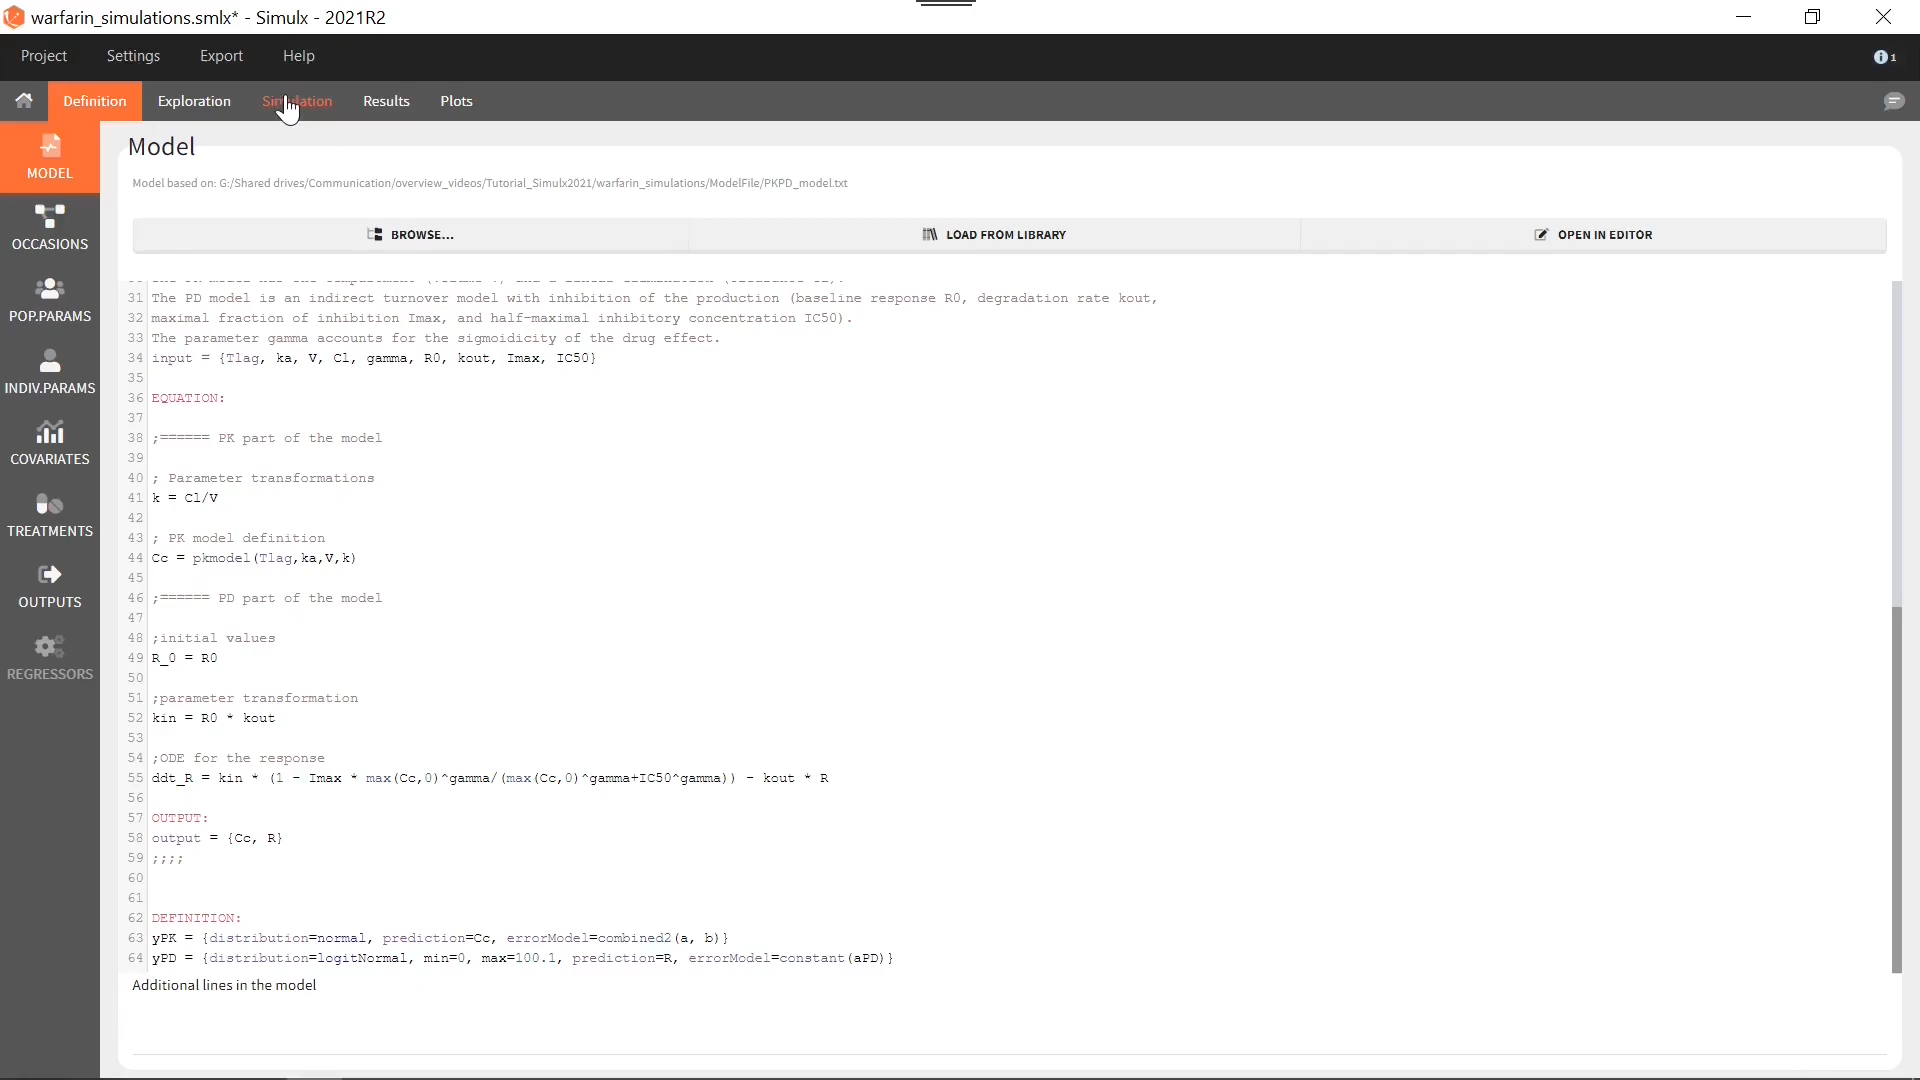 warfarin_simulations.smlx* - Simulx - 2021R2
Project Settings Export Help
1
Definition Exploration Simulation Results Plots
MODEL
OCCASIONS
POP.PARAMS
INDIV.PARAMS
COVARIATES
TREATMENTS
OUTPUTS
REGRESSORS
Model
Model based on: G:/Shared drives/Communication/overview_videos/Tutorial_Simulx2021/warfarin_simulations/ModelFile/PKPD_model.txt
BROWSE... LOAD FROM LIBRARY OPEN IN EDITOR
31 The PD model is an indirect turnover model with inhibition of the production (baseline response R0, degradation rate kout,
32 maximal fraction of inhibition Imax, and half-maximal inhibitory concentration IC50).
33 The parameter gamma accounts for the sigmoidicity of the drug effect.
34 input = {Tlag, ka, V, Cl, gamma, R0, kout, Imax, IC50}
35
36 EQUATION:
37
38 ;====== PK part of the model
39
40 ; Parameter transformations
41 k = Cl/V
42
43 ; PK model definition
44 Cc = pkmodel(Tlag,ka,V,k)
45
46 ;====== PD part of the model
47
48 ;initial values
49 R_0 = R0
50
51 ;parameter transformation
52 kin = R0 * kout
53
54 ;ODE for the response
55 ddt_R = kin * (1 - Imax * max(Cc,0)^gamma/(max(Cc,0)^gamma+IC50^gamma)) - kout * R
56
57 OUTPUT:
58 output = {Cc, R}
59 ;;;;
60
61
62 DEFINITION:
63 yPK = {distribution=normal, prediction=Cc, errorModel=combined2(a, b)}
64 yPD = {distribution=logitNormal, min=0, max=100.1, prediction=R, errorModel=constant(aPD)}
Additional lines in the model